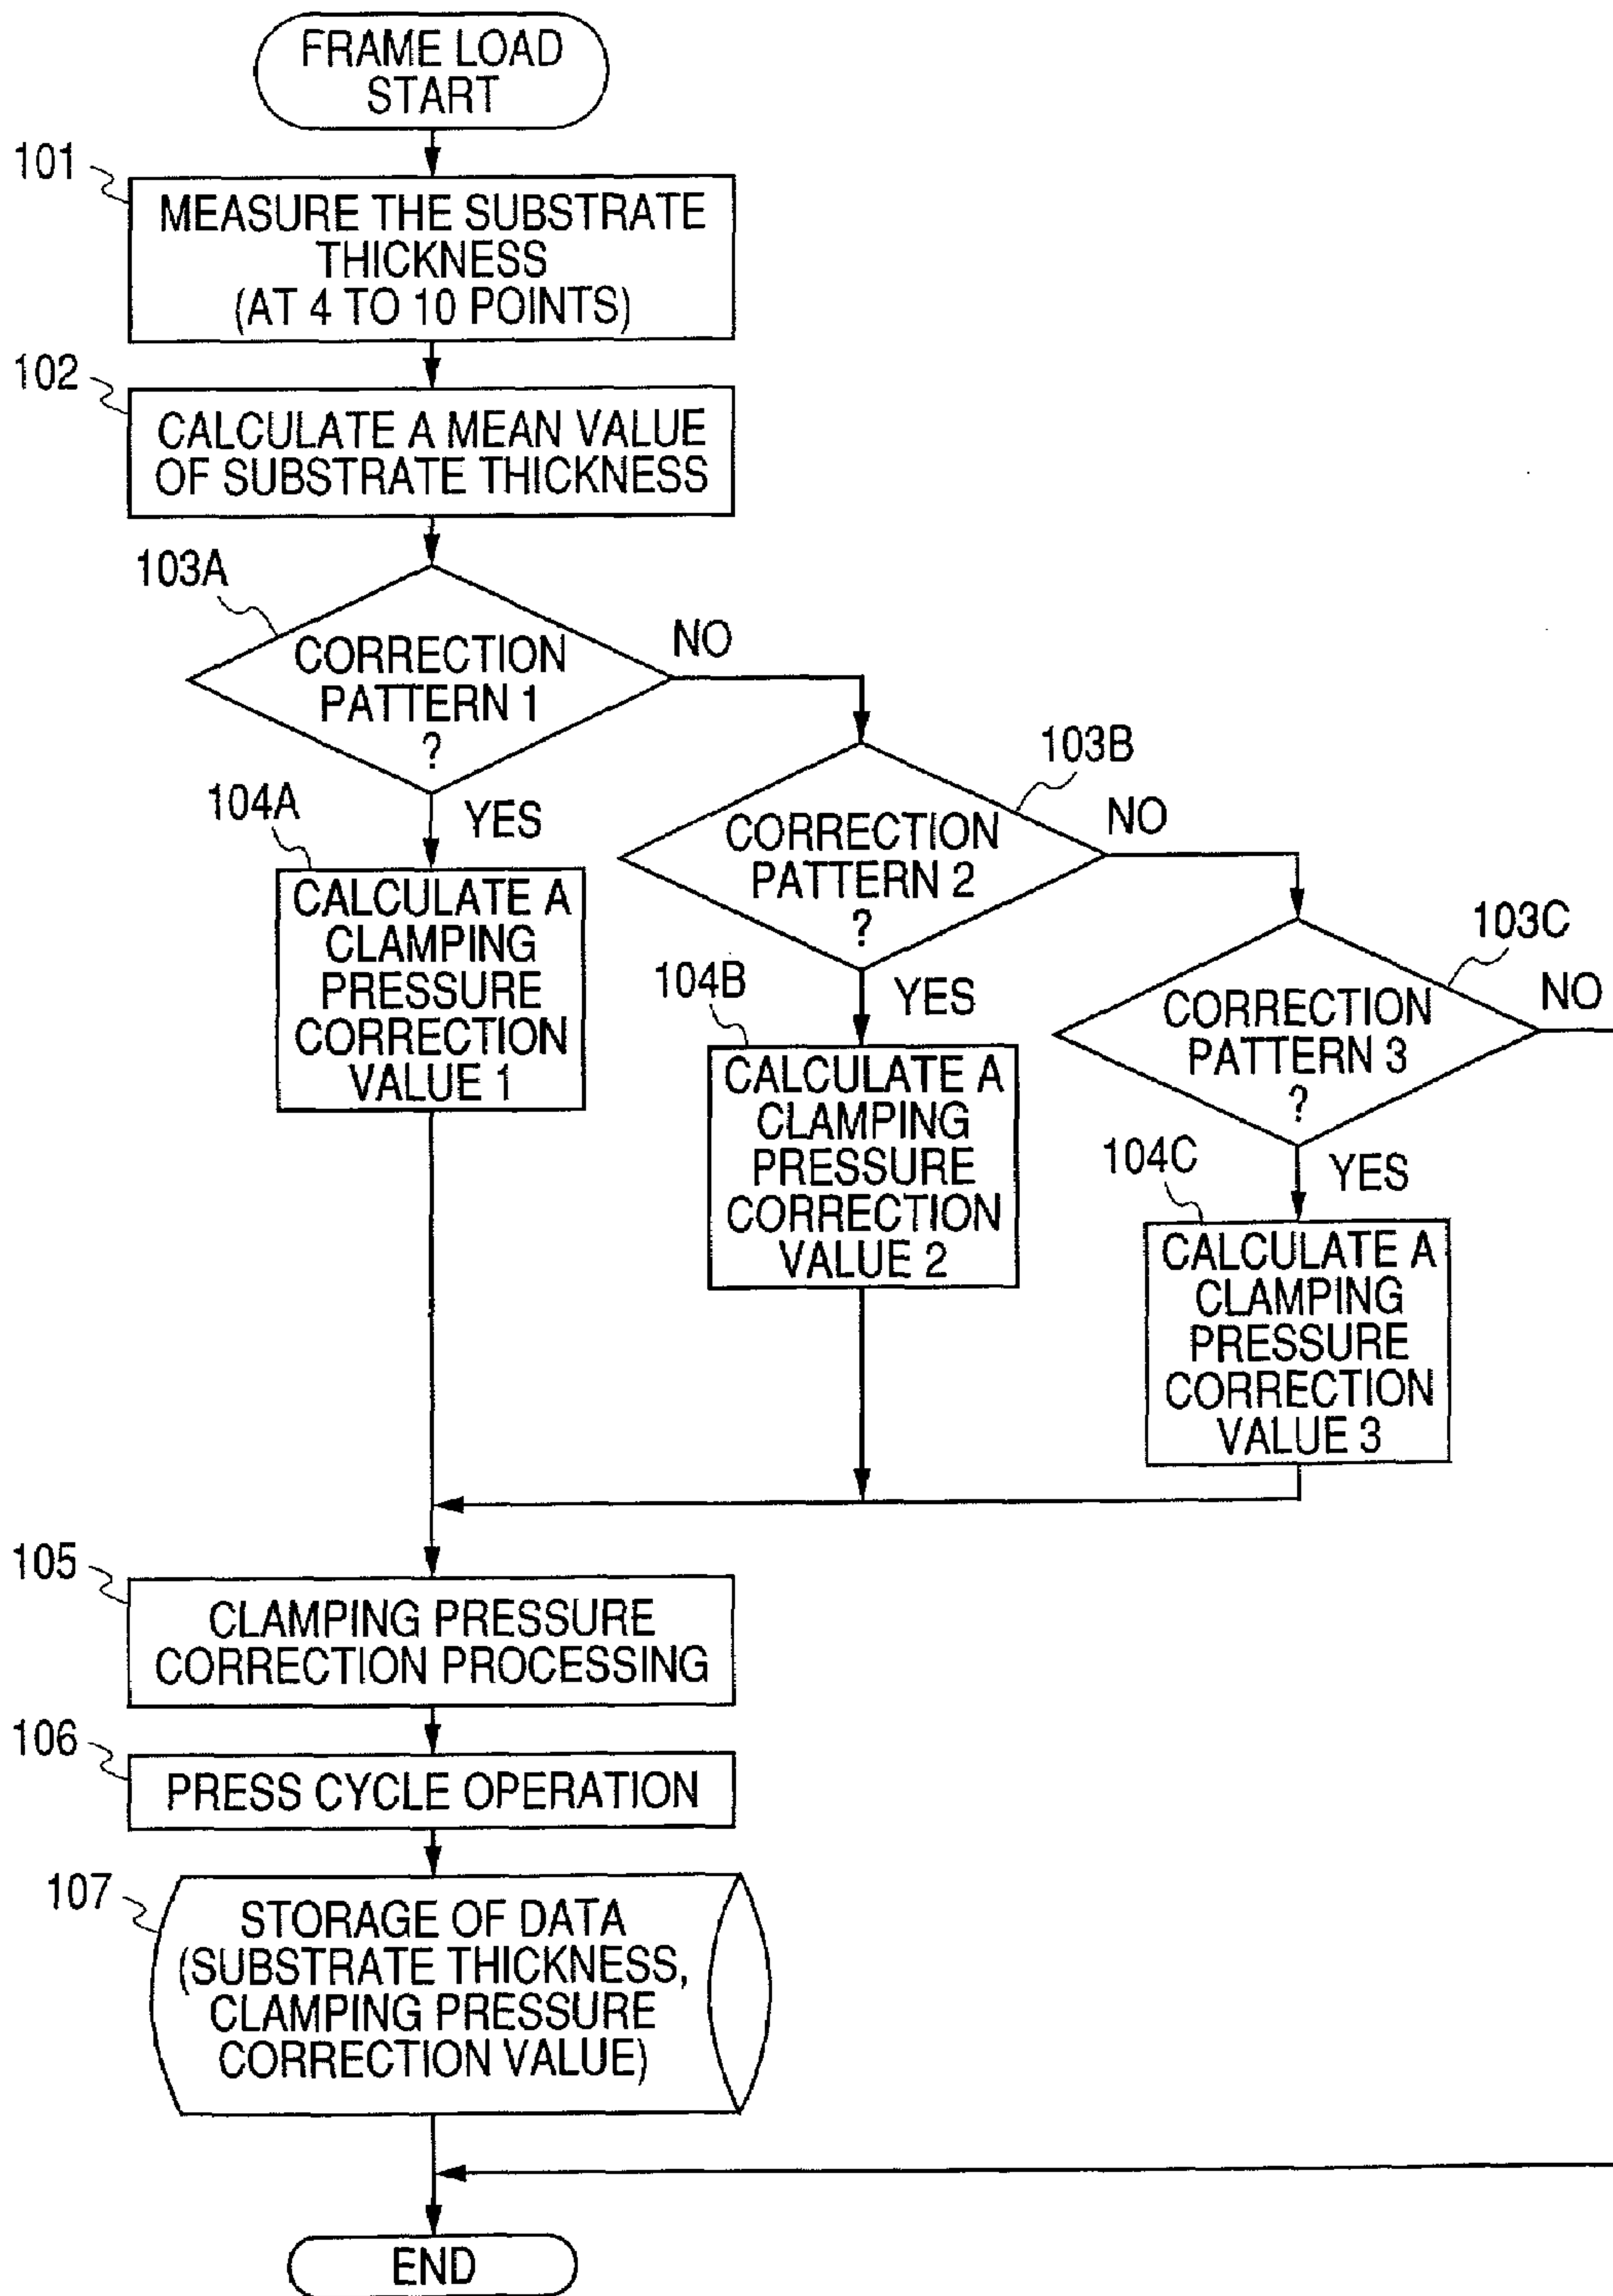 FRAME LOAD
START
101
MEASURE THE SUBSTRATE
THICKNESS
(AT 4 TO 10 POINTS)
102
CALCULATE A MEAN VALUE
OF SUBSTRATE THICKNESS
103A
CORRECTION
PATTERN 1
?
NO
YES
104A
CALCULATE A
CLAMPING
PRESSURE
CORRECTION
VALUE 1
103B
CORRECTION
PATTERN 2
?
NO
YES
104B
CALCULATE A
CLAMPING
PRESSURE
CORRECTION
VALUE 2
103C
CORRECTION
PATTERN 3
?
NO
YES
104C
CALCULATE A
CLAMPING
PRESSURE
CORRECTION
VALUE 3
105
CLAMPING PRESSURE
CORRECTION PROCESSING
106
PRESS CYCLE OPERATION
107
STORAGE OF DATA
(SUBSTRATE THICKNESS,
CLAMPING PRESSURE
CORRECTION VALUE)
END